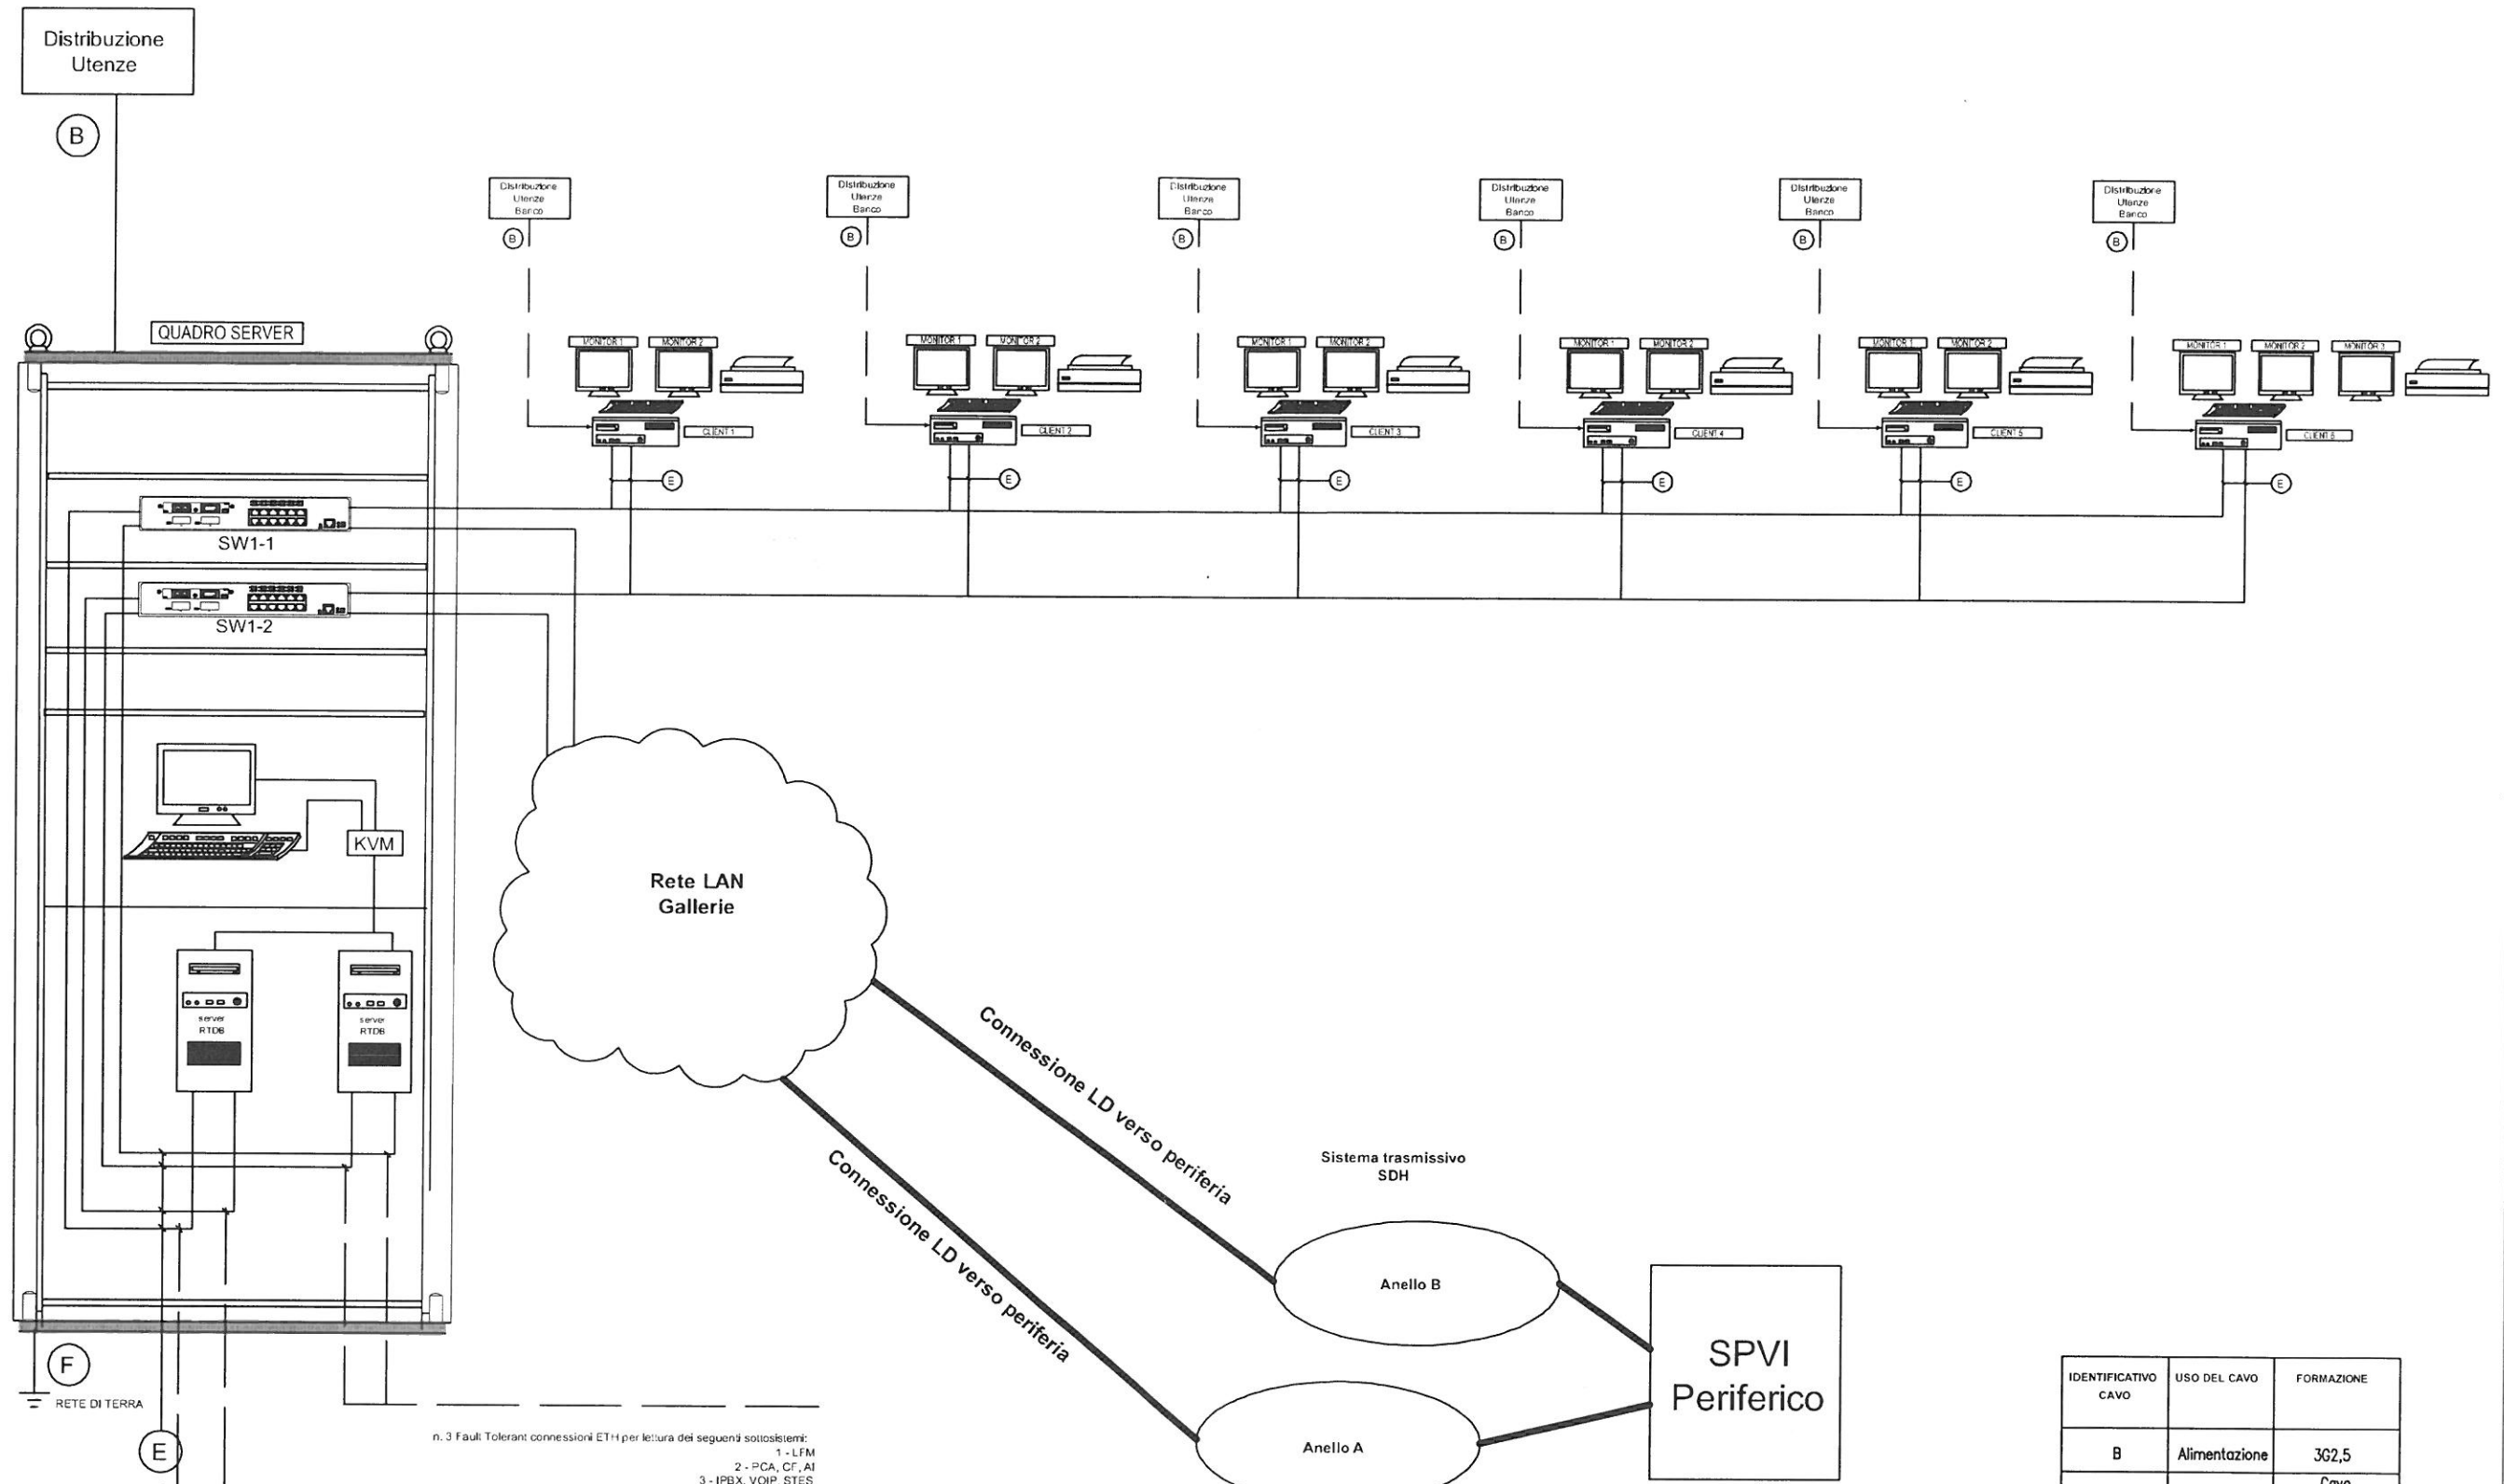 Distribuzione
Utenze
B
Distribuzione
Utenze
Banco
B
Distribuzione
Utenze
Banco
B
Distribuzione
Utenze
Banco
B
Distribuzione
Utenze
Banco
B
Distribuzione
Utenze
Banco
B
Distribuzione
Utenze
Banco
B
QUADRO SERVER
MONITOR 1 MONITOR 2
MONITOR 1 MONITOR 2
MONITOR 1 MONITOR 2
MONITOR 1 MONITOR 2
MONITOR 1 MONITOR 2
MONITOR 1 MONITOR 2 MONITOR 3
CLIENT 1
CLIENT 2
CLIENT 3
CLIENT 4
CLIENT 5
CLIENT 6
E
E
E
E
E
E
SW1-1
SW1-2
KVM
server
RTDB
server
RTDB
Rete LAN
Gallerie
Connessione LD verso periferia
Connessione LD verso periferia
Sistema trasmissivo
SDH
Anello B
Anello A
SPVI
Periferico
F
RETE DI TERRA
E
n. 3 Fault Tolerant connessioni ETH per lettura dei seguenti sottosistemi:
1 - LFM
2 - PCA, CF, AI
3 - IPBX, VOIP, STES
IDENTIFICATIVO CAVO USO DEL CAVO FORMAZIONE
B Alimentazione 3G2,5
Cavo